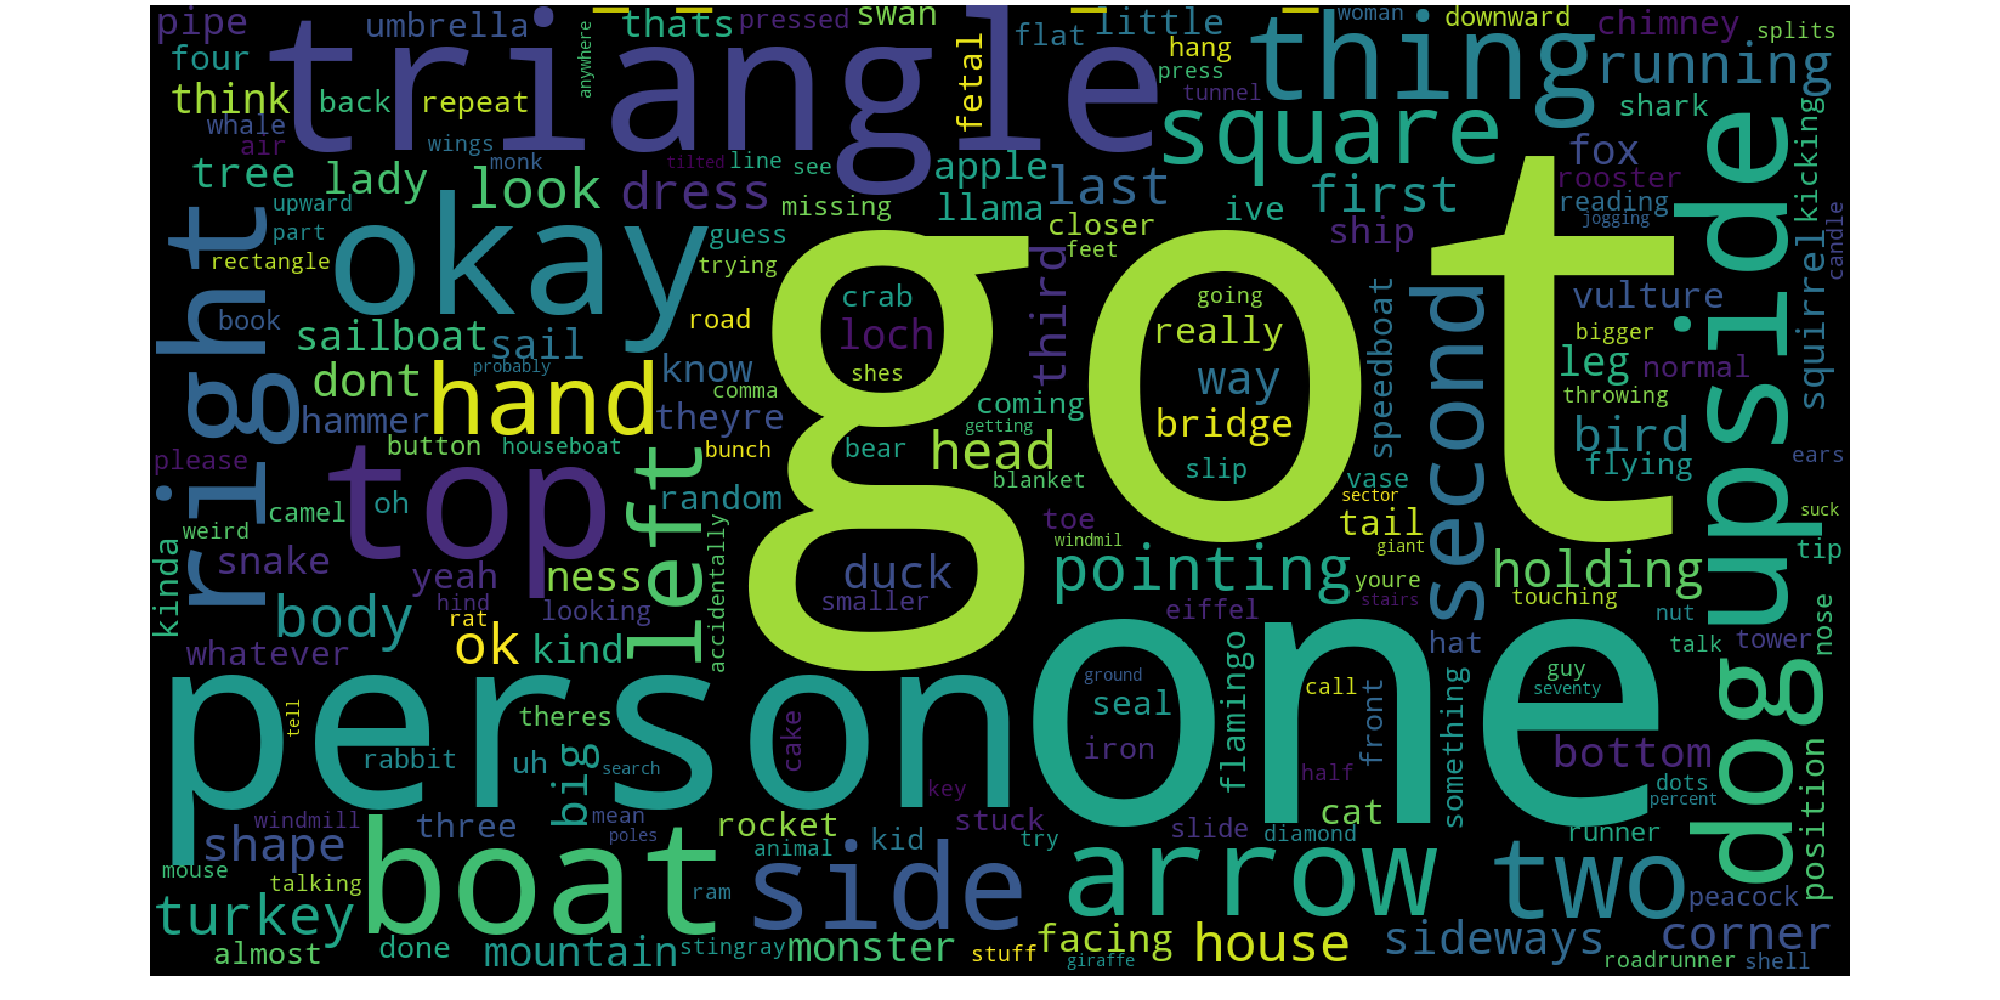 pipe umbrella thats pressed swan woman downward chimney splits
four anywhere triangle flat little hang thing running
think back repeat fetal press tunnel square shark
whale air wings monk tilted line see fox kicking
tree lady look dress apple last first rooster
upward part missing llama ive reading jogging
right okay guess closer feet ship squirrel candle upside
rectangle trying got third
book sailboat sail road crab loch going really speedboat second vulture bigger
probably know shes way leg normal
dont hand comma coming throwing
hammer theyre getting bridge bird
button houseboat bunch bear head flying
please top left random blanket slip vase ears
camel oh toe sector tail suck
weird accidentally windmil giant tip
kinda snake yeah ness duck pointing youre holding
hind looking smaller eiffel stairs touching nut
body rat ok kind hat talk tower nose
whatever flamingo
person one ground call guy dog
tell theres seal seventy
rabbit uh big search cake iron front something bottom position
key half dots percent
windmill three mean poles rocket stuck slide diamond cat runner
shape boat animal kid try
mouse talking side arrow two
turkey ram peacock
almost done mountain stingray monster stuff facing house sideways corner
giraffe roadrunner shell